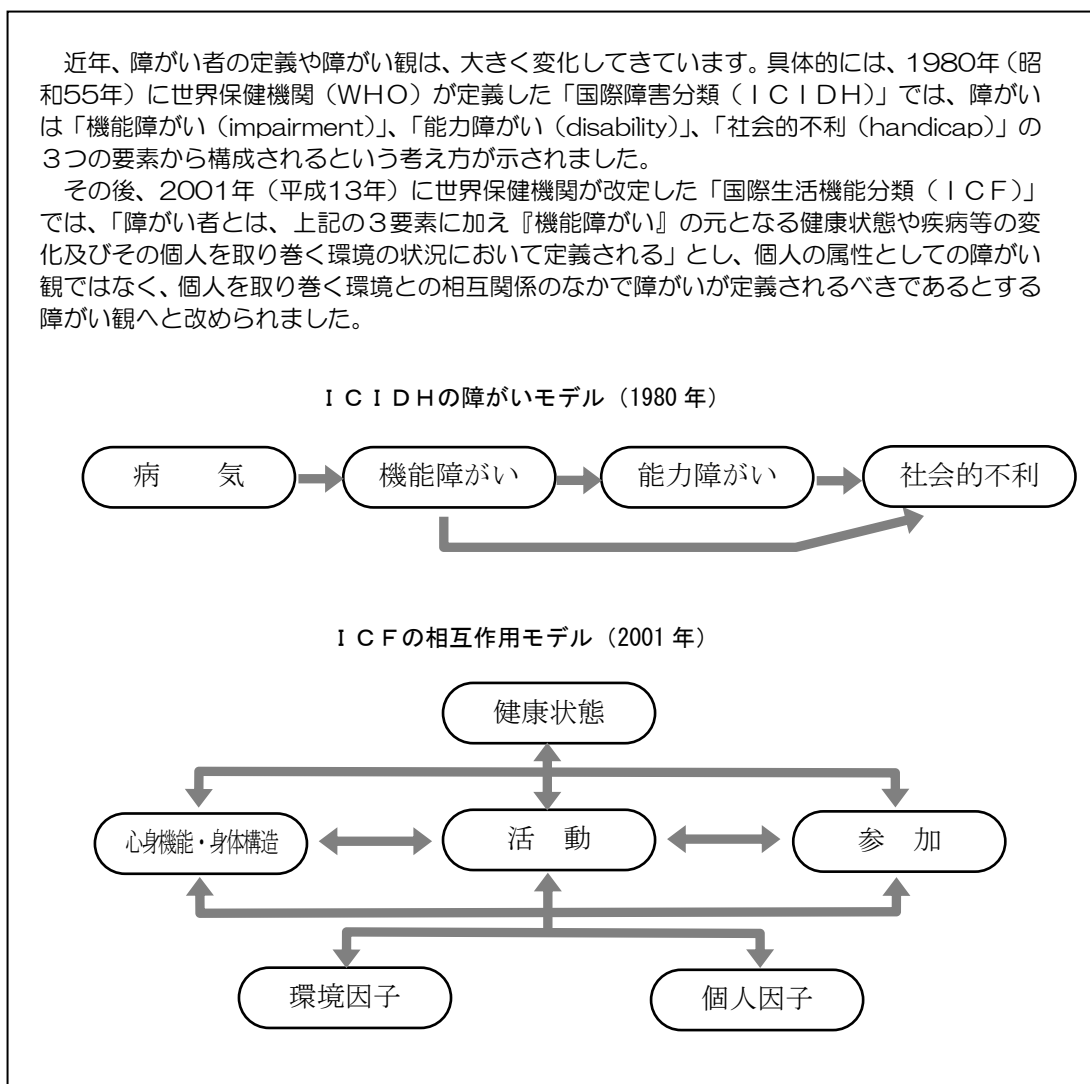 近年、障がい者の定義や障がい観は、大きく変化してきています。具体的には、1980年（昭
和55年）に世界保健機関（ＷＨＯ）が定義した「国際障害分類（ＩＣＩＤＨ）」では、障がい
は「機能障がい（impairment）」、「能力障がい（disability）」、「社会的不利（handicap）」の
３つの要素から構成されるという考え方が示されました。
　その後、2001年（平成13年）に世界保健機関が改定した「国際生活機能分類（ＩＣＦ）」
では、「障がい者とは、上記の３要素に加え『機能障がい』の元となる健康状態や疾病等の変
化及びその個人を取り巻く環境の状況において定義される」とし、個人の属性としての障がい
観ではなく、個人を取り巻く環境との相互関係のなかで障がいが定義されるべきであるとする
障がい観へと改められました。
ＩＣＩＤＨの障がいモデル（1980年）
病　　気　機能障がい　能力障がい　社会的不利
ＩＣＦの相互作用モデル（2001年）
健康状態
心身機能・身体構造　活　動　参　加
環境因子　個人因子